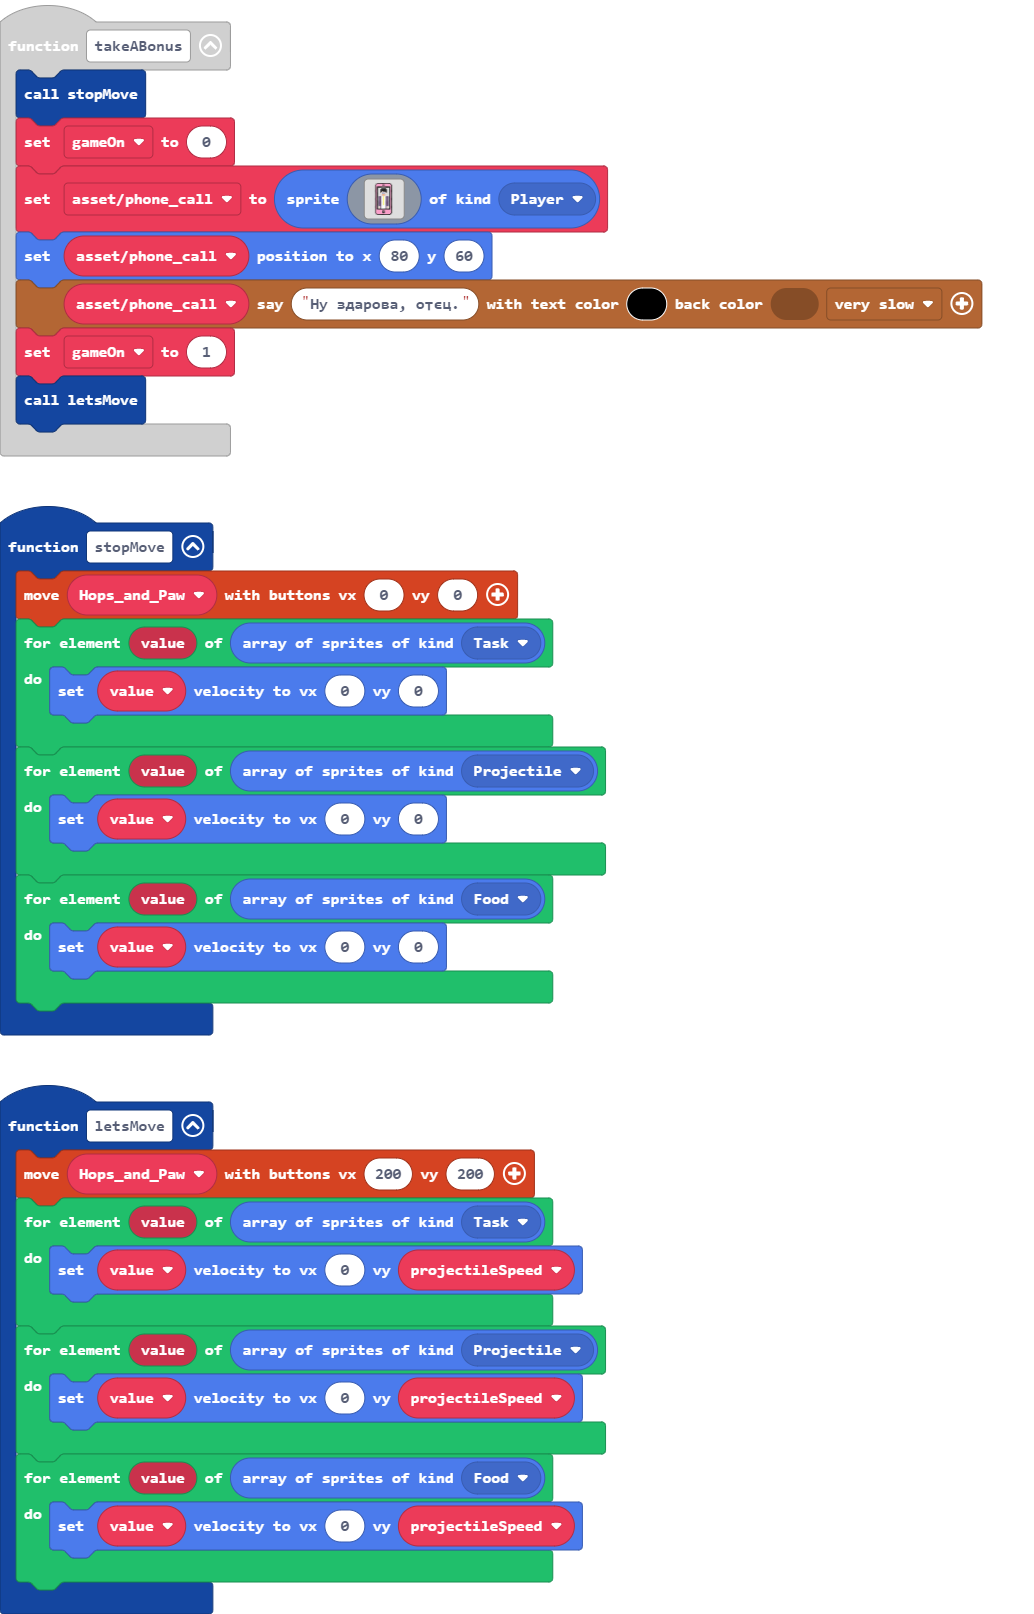 function takeABonus
call stopMove
set gameOn to 0
set asset/phone_call to sprite of kind Player
set asset/phone_call position to x 80 y 60
asset/phone_call say "Ну здарова, отєц." with text color back color very slow
set gameOn to 1
call letsMove
function stopMove
move Hops_and_Paw with buttons vx 0 vy 0
for element value of array of sprites of kind Task
do
set value velocity to vx 0 vy 0
for element value of array of sprites of kind Projectile
do
set value velocity to vx 0 vy 0
for element value of array of sprites of kind Food
do
set value velocity to vx 0 vy 0
function letsMove
move Hops_and_Paw with buttons vx 200 vy 200
for element value of array of sprites of kind Task
do
set value velocity to vx 0 vy projectileSpeed
for element value of array of sprites of kind Projectile
do
set value velocity to vx 0 vy projectileSpeed
for element value of array of sprites of kind Food
do
set value velocity to vx 0 vy projectileSpeed